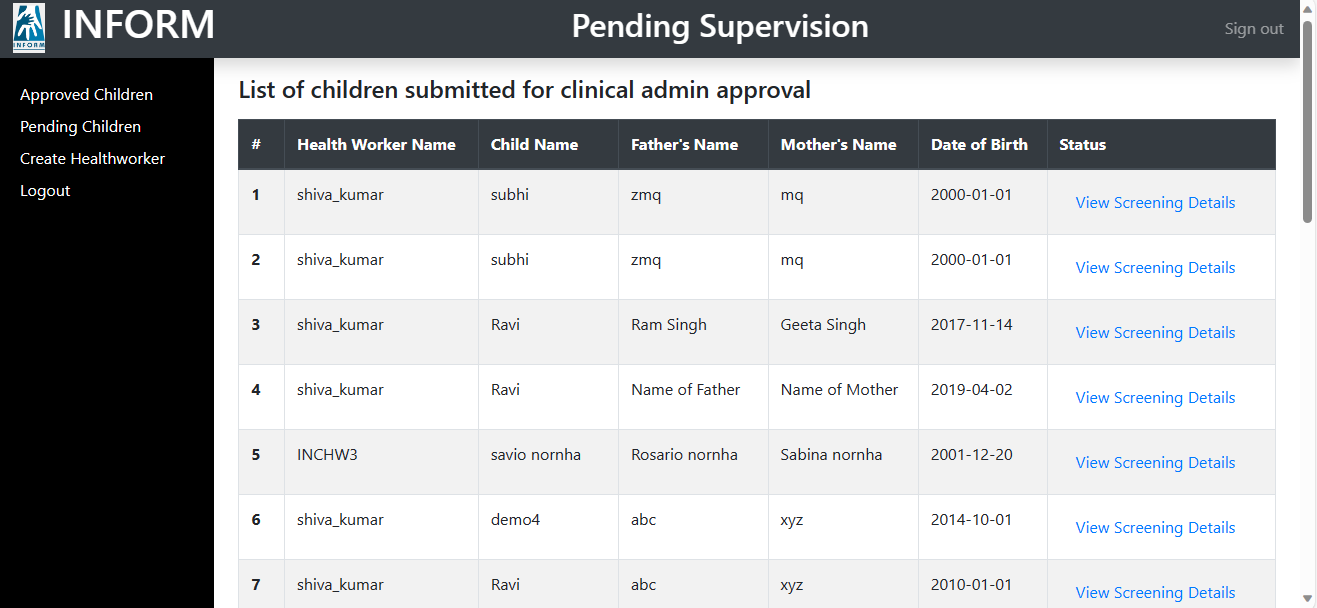 INFORM
INFORM
Pending Supervision
Sign out
Approved Children
Pending Children
Create Healthworker
Logout
List of children submitted for clinical admin approval
# Health Worker Name Child Name Father's Name Mother's Name Date of Birth Status
1 shiva_kumar subhi zmq mq 2000-01-01 View Screening Details
2 shiva_kumar subhi zmq mq 2000-01-01 View Screening Details
3 shiva_kumar Ravi Ram Singh Geeta Singh 2017-11-14 View Screening Details
4 shiva_kumar Ravi Name of Father Name of Mother 2019-04-02 View Screening Details
5 INCHW3 savio nornha Rosario nornha Sabina nornha 2001-12-20 View Screening Details
6 shiva_kumar demo4 abc xyz 2014-10-01 View Screening Details
7 shiva_kumar Ravi abc xyz 2010-01-01 View Screening Details